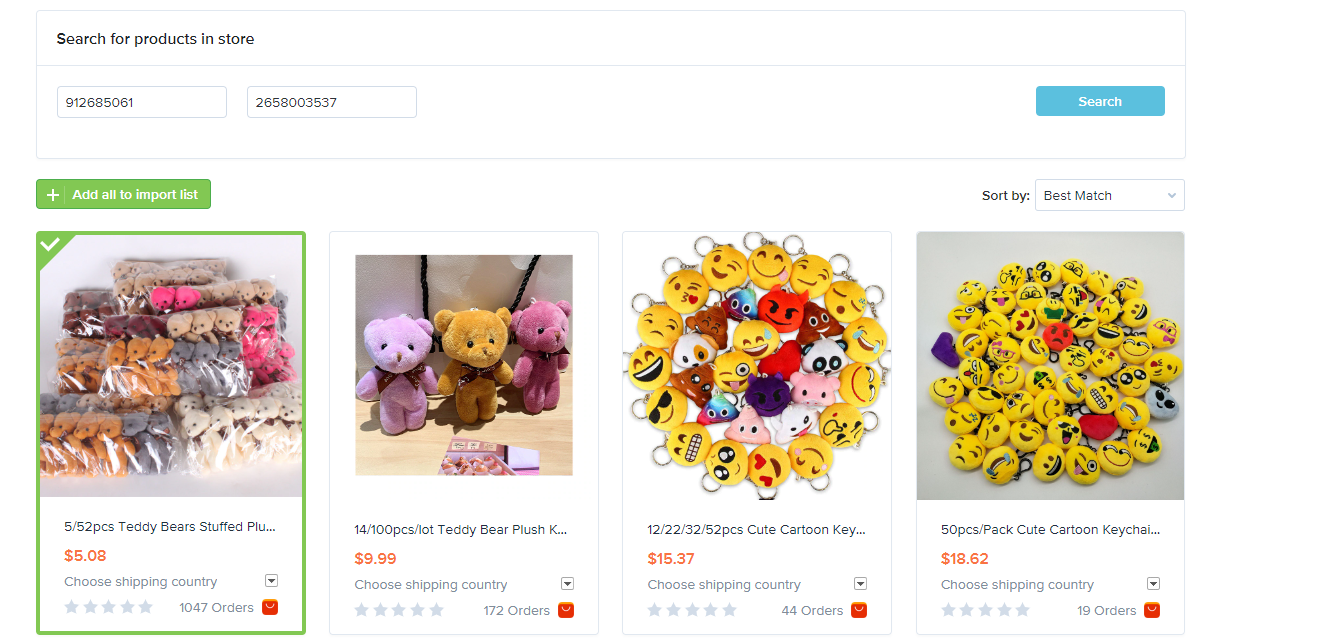 Search for products in store
912685061 2658003537 Search
Add all to import list
Sort by: Best Match
5/52pcs Teddy Bears Stuffed Plu...
$5.08
Choose shipping country
1047 Orders
14/100pcs/lot Teddy Bear Plush K...
$9.99
Choose shipping country
172 Orders
12/22/32/52pcs Cute Cartoon Key...
$15.37
Choose shipping country
44 Orders
50pcs/Pack Cute Cartoon Keychai...
$18.62
Choose shipping country
19 Orders